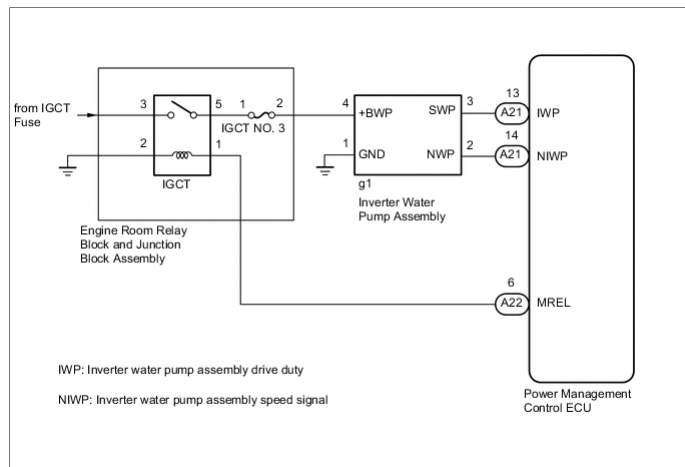 from IGCT
Fuse
3
5
1
2
IGCT NO. 3
2
1
IGCT
Engine Room Relay
Block and Junction
Block Assembly
4
+BWP
SWP
3
1
GND
NWP
2
g1
Inverter Water
Pump Assembly
13
A21
IWP
14
A21
NIWP
6
A22
MREL
Power Management
Control ECU
IWP: Inverter water pump assembly drive duty
NIWP: Inverter water pump assembly speed signal